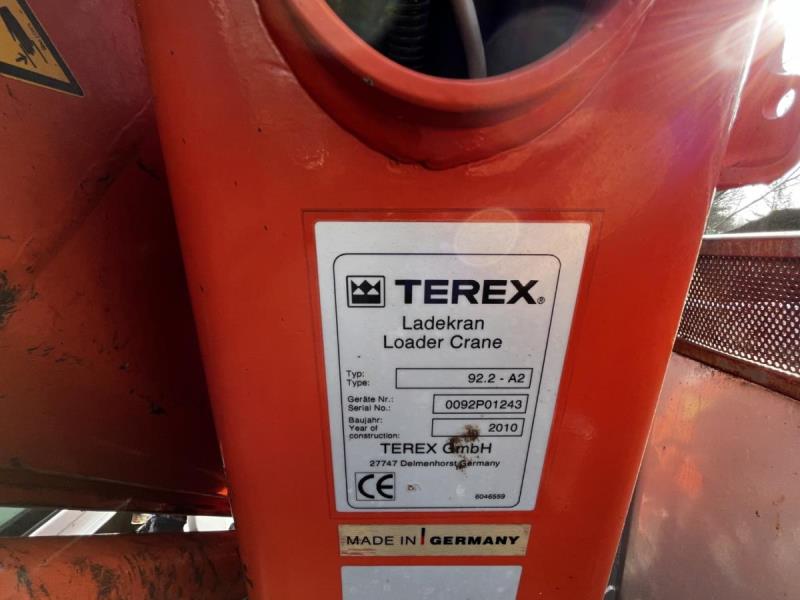 TEREX®
Ladekran
Loader Crane
Typ:
Type:
92.2 - A2
Geräte Nr.:
Serial No.:
0092P01243
Baujahr:
Year of
construction:
2010
TEREX GmbH
27747 Delmenhorst Germany
CE
6046559
MADE IN GERMANY